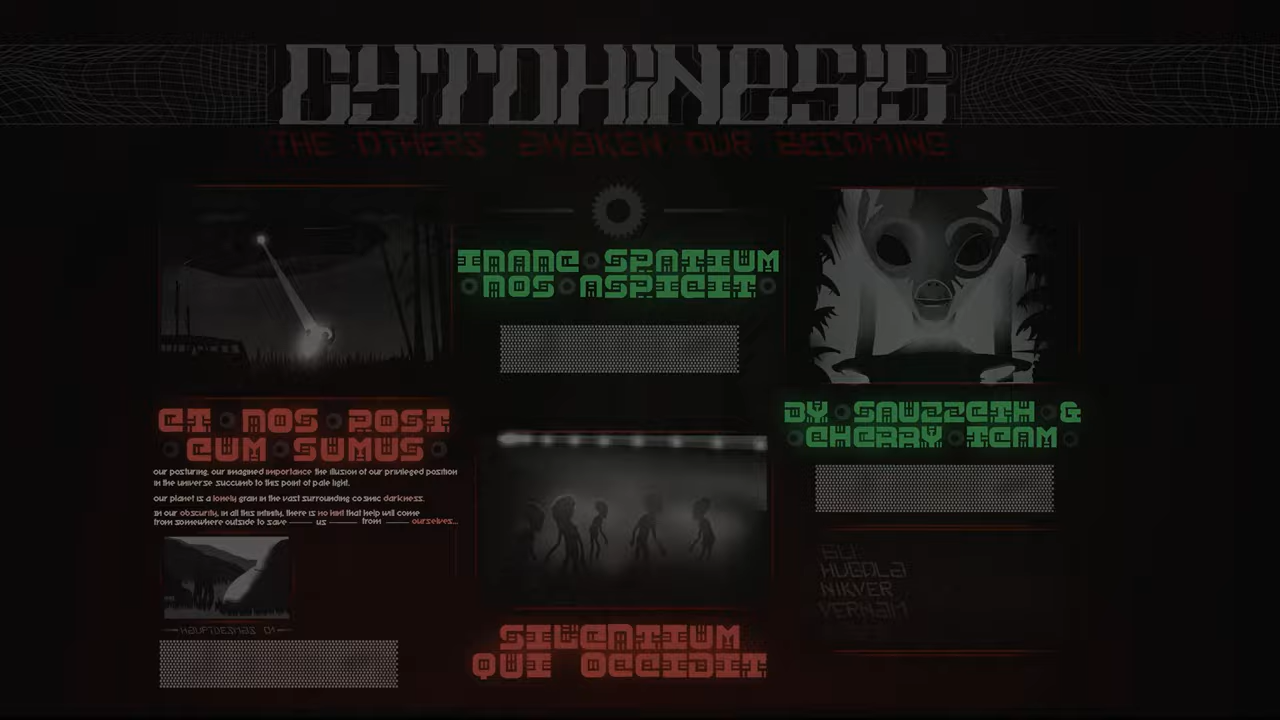 CYTOKINESIS
THE OTHERS AWAKEN OUR BECOMING
INANE SPATIUM
NOS ASPICIT
ET NOS POST
CUM SUMUS
our posturing, our imagined importance the illusion of our privileged position
in the universe succumb to this point of pale light.
our planet is a lonely grain in the vast surrounding cosmic darkness.
in our obscurity, in all this infinity, there is no hint that help will come
from somewhere outside to save us from ourselves...
01
SILENTIUM
QUI OCCIDIT
BY SAUZZETH &
CHERRY TEAM
NIKVER